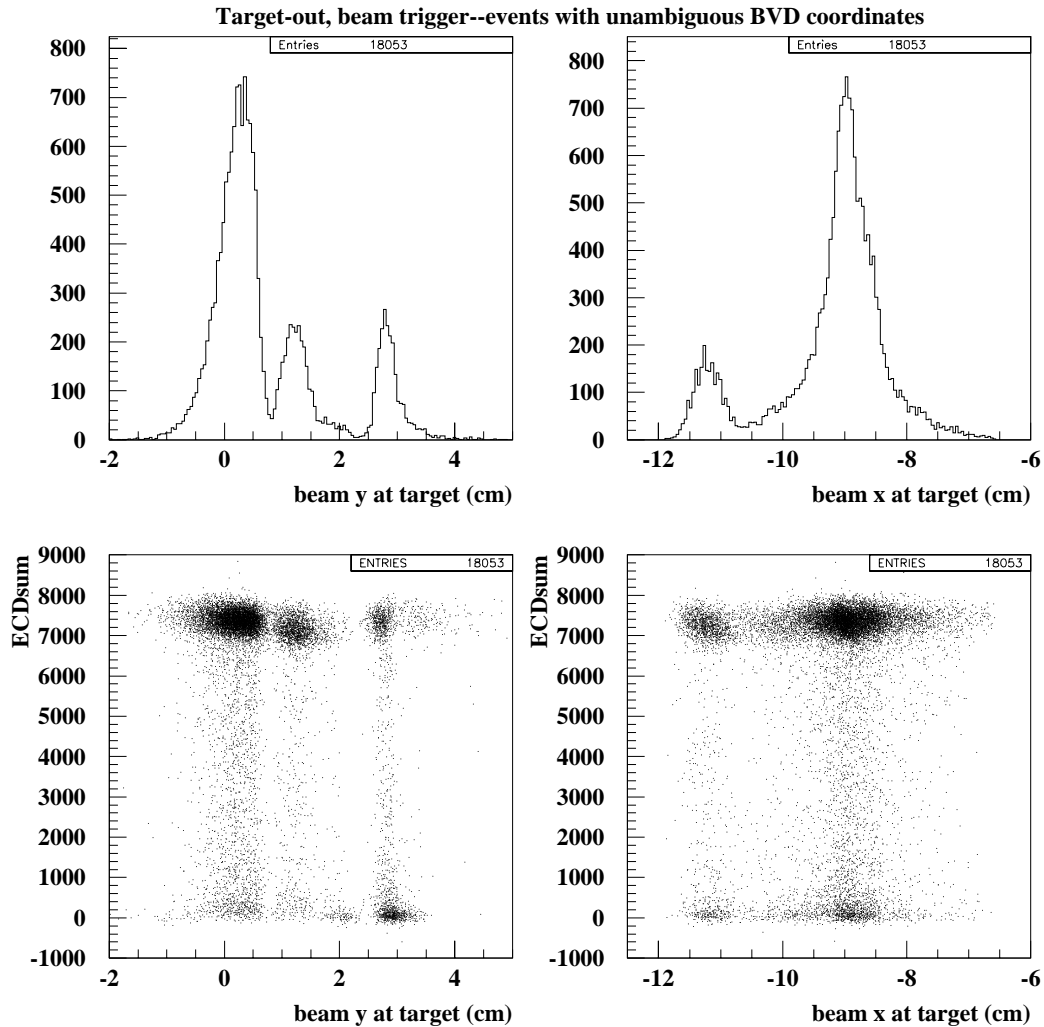 Target-out, beam trigger--events with unambiguous BVD coordinates
Entries 18053
800
700
600
500
400
300
200
100
0
-2 0 2 4
beam y at target (cm)
Entries 18053
800
700
600
500
400
300
200
100
0
-12 -10 -8 -6
beam x at target (cm)
ECDsum
ENTRIES 18053
9000
8000
7000
6000
5000
4000
3000
2000
1000
0
-1000
-2 0 2 4
beam y at target (cm)
ECDsum
ENTRIES 18053
9000
8000
7000
6000
5000
4000
3000
2000
1000
0
-1000
-12 -10 -8 -6
beam x at target (cm)